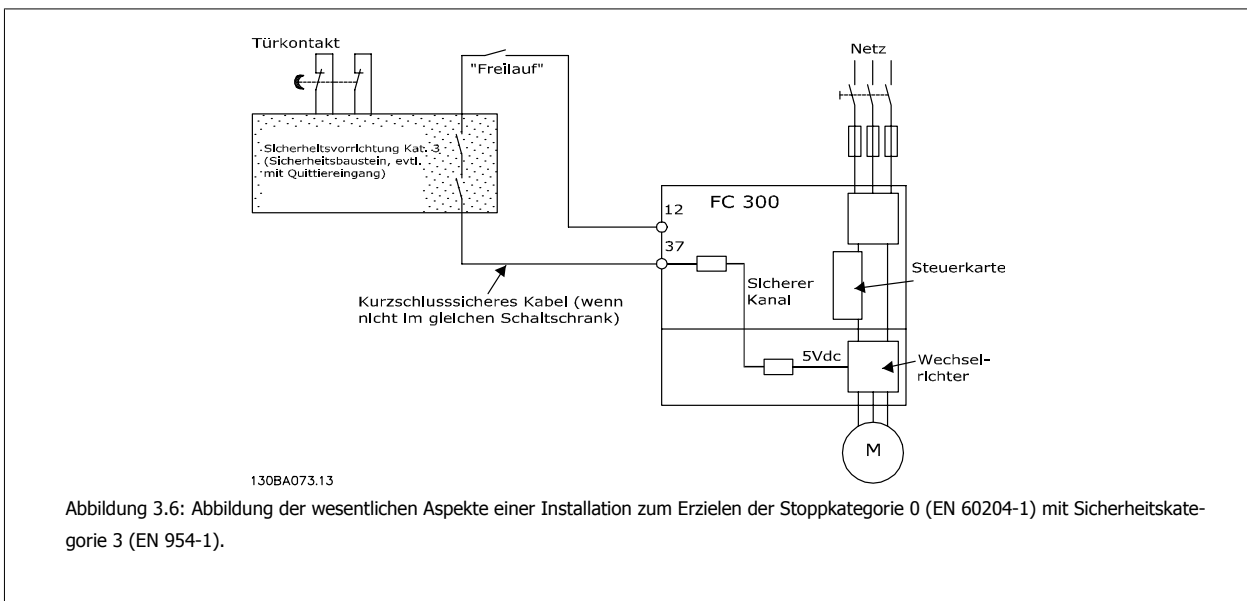 Türkontakt
"Freilauf"
Netz
Sicherheitsvorrichtung Kat. 3
(Sicherheitsbaustein, evtl.
mit Quittiereingang)
FC 300
12
37
Steuerkarte
Sicherer
Kanal
Kurzschlusssicheres Kabel (wenn
nicht im gleichen Schaltschrank)
5Vdc
Wechsel-
richter
M
130BA073.13
Abbildung 3.6: Abbildung der wesentlichen Aspekte einer Installation zum Erzielen der Stoppkategorie 0 (EN 60204-1) mit Sicherheitskate-
gorie 3 (EN 954-1).